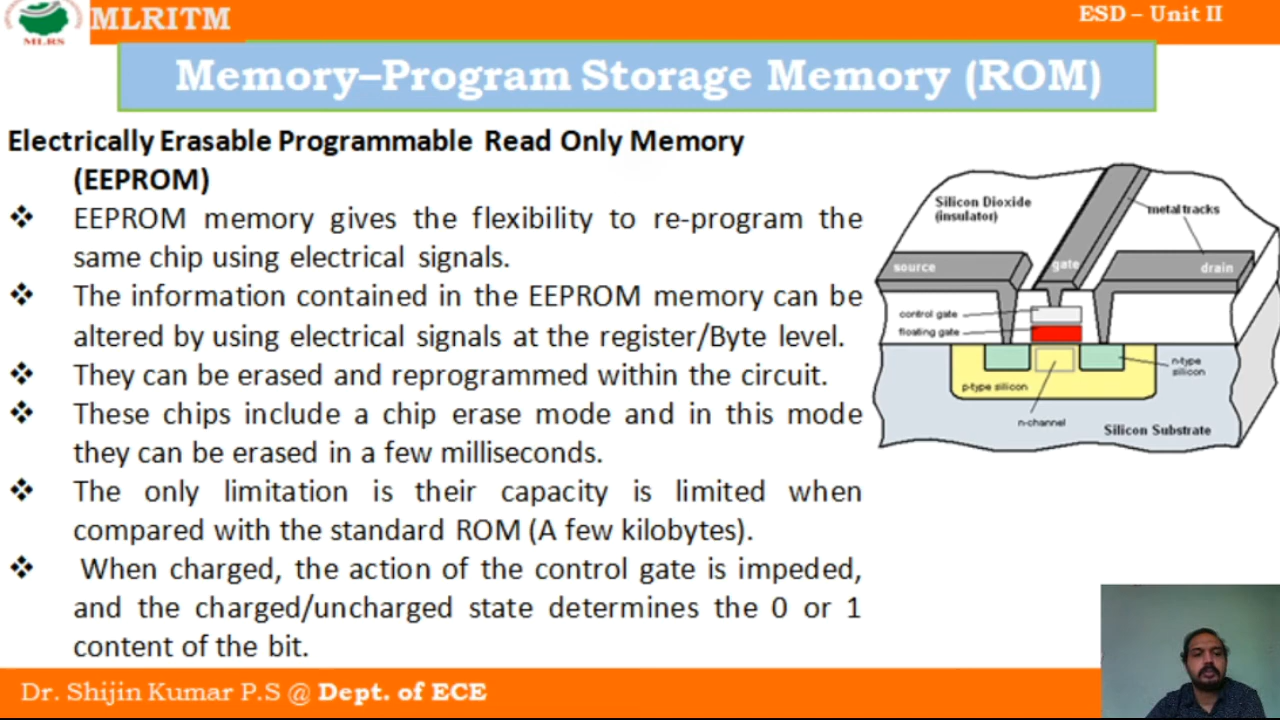 MLRITM
ESD – Unit II
MLRS
Memory–Program Storage Memory (ROM)
Electrically Erasable Programmable Read Only Memory
(EEPROM)
❖ EEPROM memory gives the flexibility to re-program the
same chip using electrical signals.
❖ The information contained in the EEPROM memory can be
altered by using electrical signals at the register/Byte level.
❖ They can be erased and reprogrammed within the circuit.
❖ These chips include a chip erase mode and in this mode
they can be erased in a few milliseconds.
❖ The only limitation is their capacity is limited when
compared with the standard ROM (A few kilobytes).
❖ When charged, the action of the control gate is impeded,
and the charged/uncharged state determines the 0 or 1
content of the bit.
Silicon Dioxide
(insulator)
metal tracks
source
gate
drain
control gate
floating gate
n-type
silicon
p-type silicon
n-channel
Silicon Substrate
Dr. Shijin Kumar P.S @ Dept. of ECE